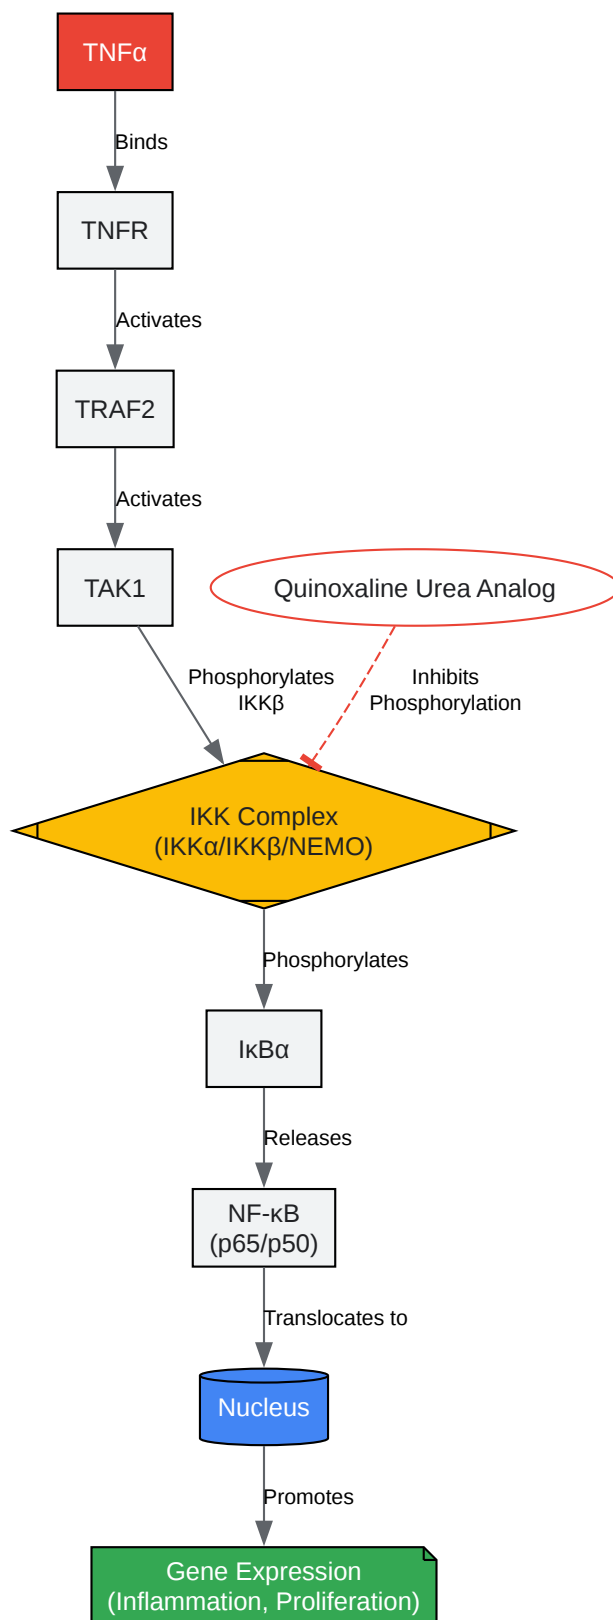 TNFα
Binds
TNFR
Activates
TRAF2
Activates
TAK1
Quinoxaline Urea Analog
Phosphorylates
IKKβ
Inhibits
Phosphorylation
IKK Complex
(IKKα/IKKβ/NEMO)
Phosphorylates
IκBα
Releases
NF-κB
(p65/p50)
Translocates to
Nucleus
Promotes
Gene Expression
(Inflammation, Proliferation)